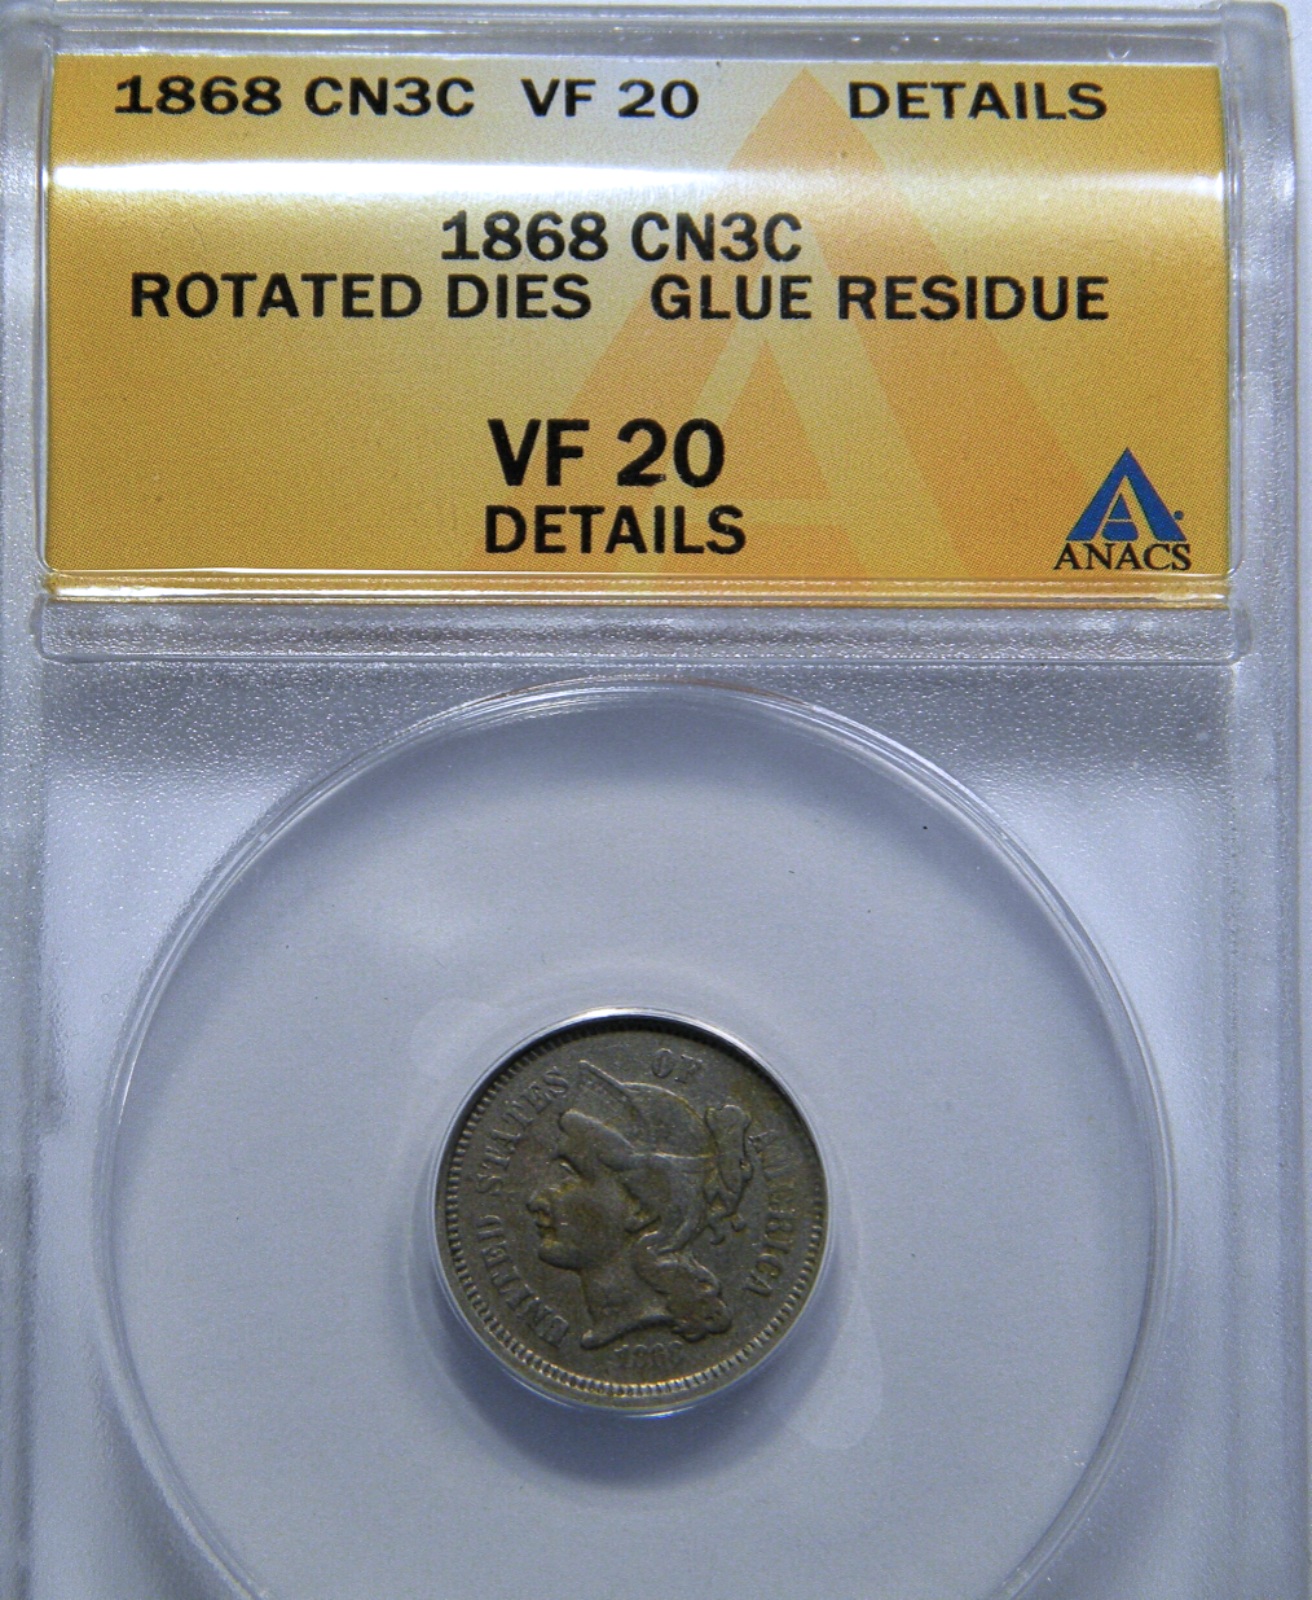 1868 CN3C VF 20 DETAILS
1868 CN3C
ROTATED DIES GLUE RESIDUE
VF 20
DETAILS
ANACS
UNITED STATES OF AMERICA
1868